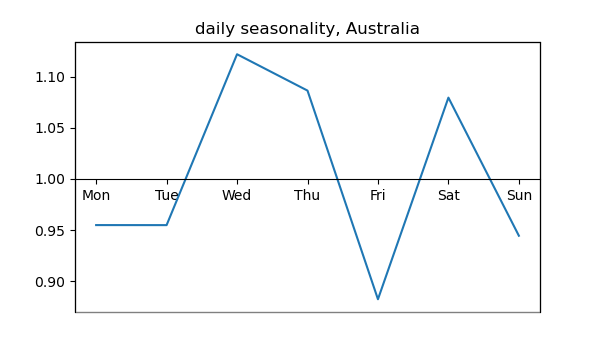 daily seasonality, Australia
1.10
1.05
1.00
Mon Tue Wed Thu Fri Sat Sun
0.95
0.90